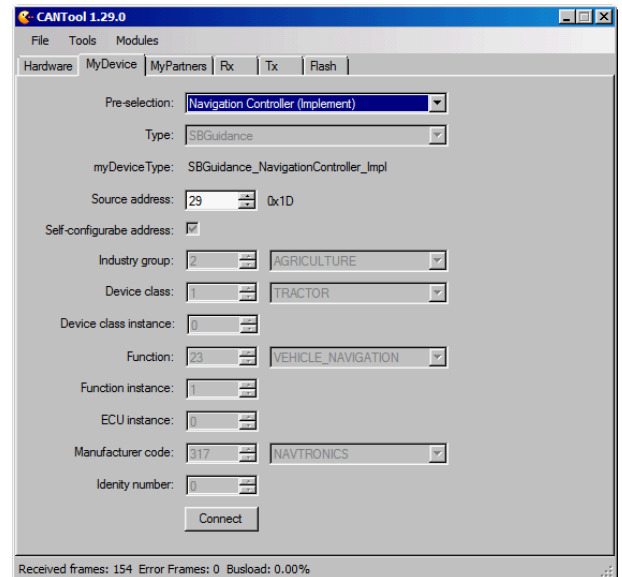 CANTool 1.29.0
File Tools Modules
Hardware MyDevice MyPartners Rx Tx Flash
Pre-selection: Navigation Controller (Implement)
Type: SBGuidance
myDeviceType: SBGuidance_NavigationController_Impl
Source address: 29 0x1D
Self-configurabe address:
Industry group: 2 AGRICULTURE
Device class: 1 TRACTOR
Device class instance: 0
Function: 23 VEHICLE_NAVIGATION
Function instance: 1
ECU instance: 0
Manufacturer code: 317 NAVTRONICS
Idenity number: 0
Connect
Received frames: 154 Error Frames: 0 Busload: 0.00%